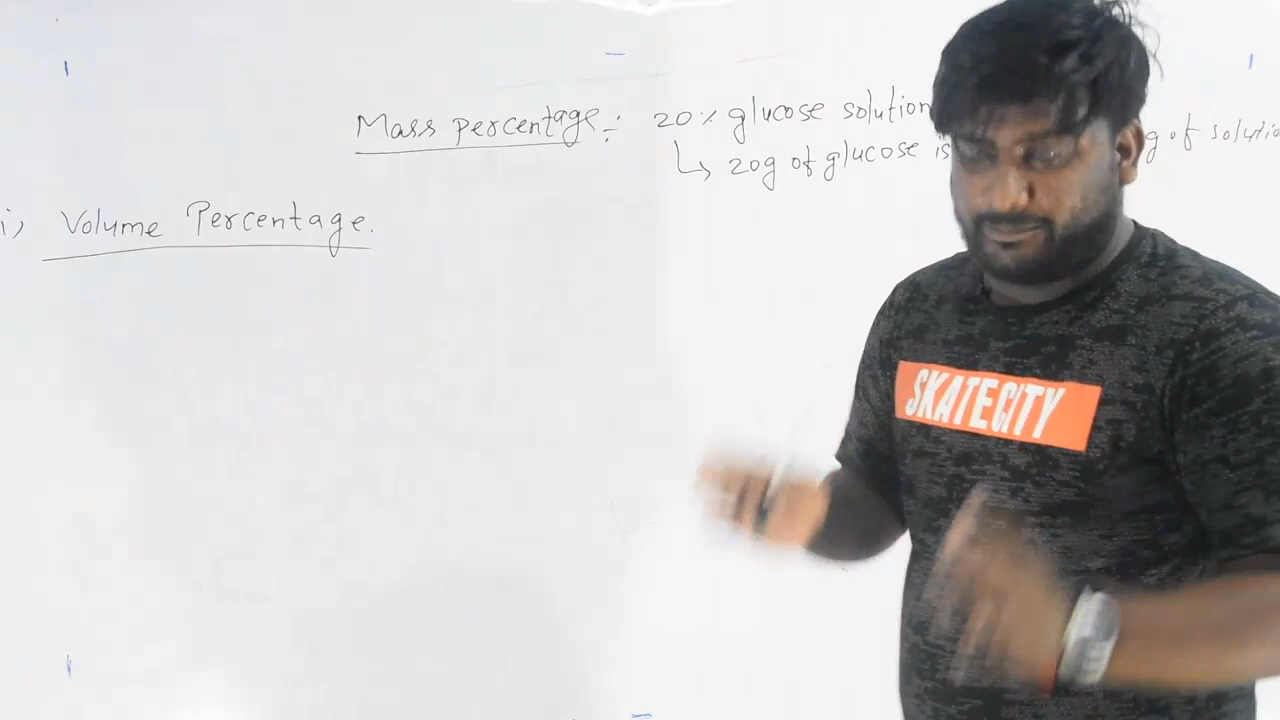 Mass percentage :- 20% glucose solution
↳ 20g of glucose is g of solutio
i) Volume Percentage.
SKATECITY